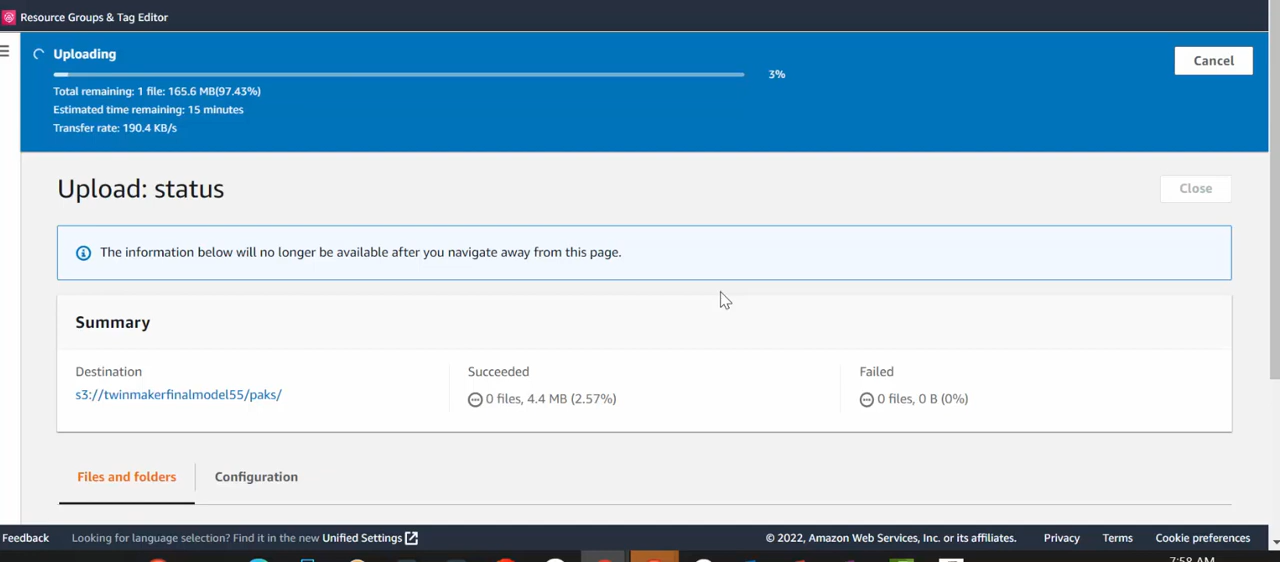 Resource Groups & Tag Editor
Uploading
3%
Cancel
Total remaining: 1 file: 165.6 MB(97.43%)
Estimated time remaining: 15 minutes
Transfer rate: 190.4 KB/s
Upload: status
Close
The information below will no longer be available after you navigate away from this page.
Summary
Destination
s3://twinmakerfinalmodel55/paks/
Succeeded
0 files, 4.4 MB (2.57%)
Failed
0 files, 0 B (0%)
Files and folders
Configuration
Feedback
Looking for language selection? Find it in the new Unified Settings
© 2022, Amazon Web Services, Inc. or its affiliates.
Privacy
Terms
Cookie preferences
7:58 AM